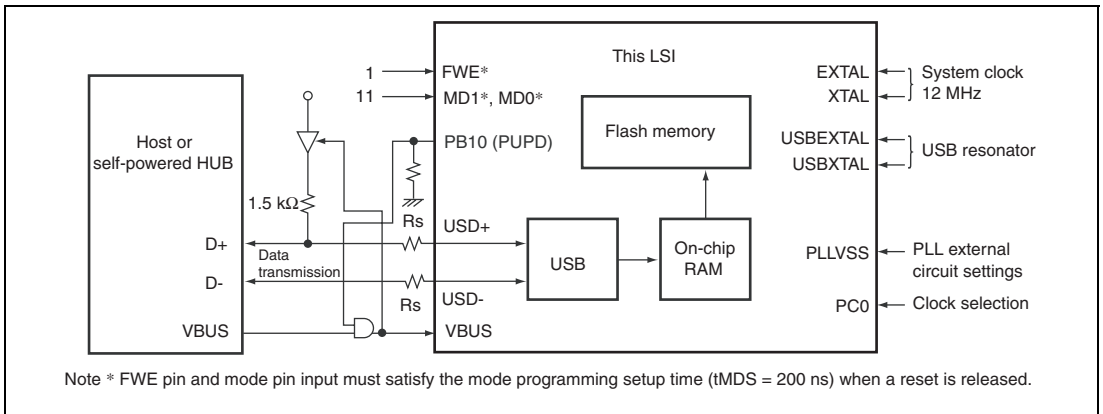 This LSI
1
FWE*
11
MD1*, MD0*
PB10 (PUPD)
Flash memory
EXTAL
XTAL
System clock
12 MHz
USBEXTAL
USBXTAL
USB resonator
Host or
self-powered HUB
1.5 kΩ
Rs
USD+
D+
Data
transmission
D-
Rs
USD-
USB
On-chip
RAM
PLLVSS
PLL external
circuit settings
PC0
Clock selection
VBUS
VBUS
Note * FWE pin and mode pin input must satisfy the mode programming setup time (tMDS = 200 ns) when a reset is released.